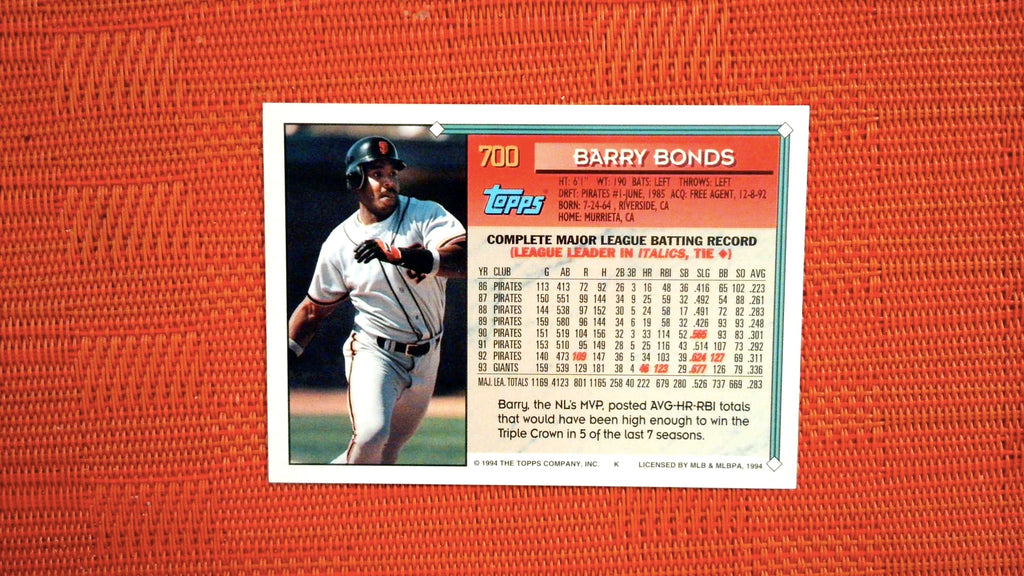 700 BARRY BONDS
HT: 6'1" WT: 190 BATS: LEFT THROWS: LEFT
DRFT: PIRATES #1-JUNE, 1985 ACQ: FREE AGENT, 12-8-92
BORN: 7-24-64, RIVERSIDE, CA
HOME: MURRIETA, CA
Topps
COMPLETE MAJOR LEAGUE BATTING RECORD
(LEAGUE LEADER IN ITALICS, TIE ◆)
YR CLUB G AB R H 2B 3B HR RBI SB SLG BB SO AVG
86 PIRATES 113 413 72 92 26 3 16 48 36 .416 65 102 .223
87 PIRATES 150 551 99 144 34 9 25 59 32 .492 54 88 .261
88 PIRATES 144 538 97 152 30 5 24 58 17 .491 72 82 .283
89 PIRATES 159 580 96 144 34 6 19 58 32 .426 93 93 .248
90 PIRATES 151 519 104 156 32 3 33 114 52 .565 93 83 .301
91 PIRATES 153 510 95 149 28 5 25 116 43 .514 107 73 .292
92 PIRATES 140 473 109 147 36 5 34 103 39 .624 127 69 .311
93 GIANTS 159 539 129 181 38 4 46 123 29 .677 126 79 .336
MAJ. LEA. TOTALS 1169 4123 801 1165 258 40 222 679 280 .526 737 669 .283
Barry, the NL's MVP, posted AVG-HR-RBI totals
that would have been high enough to win the
Triple Crown in 5 of the last 7 seasons.
© 1994 THE TOPPS COMPANY, INC. K LICENSED BY MLB & MLBPA, 1994